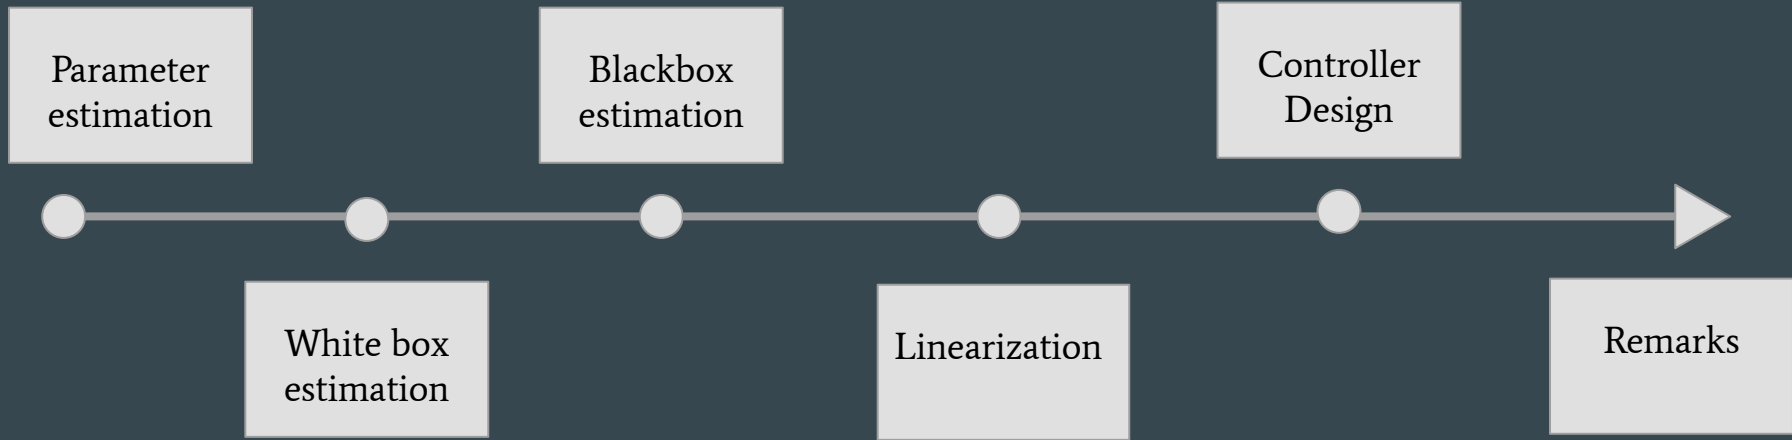 Parameter
estimation
White box
estimation
Blackbox
estimation
Linearization
Controller
Design
Remarks